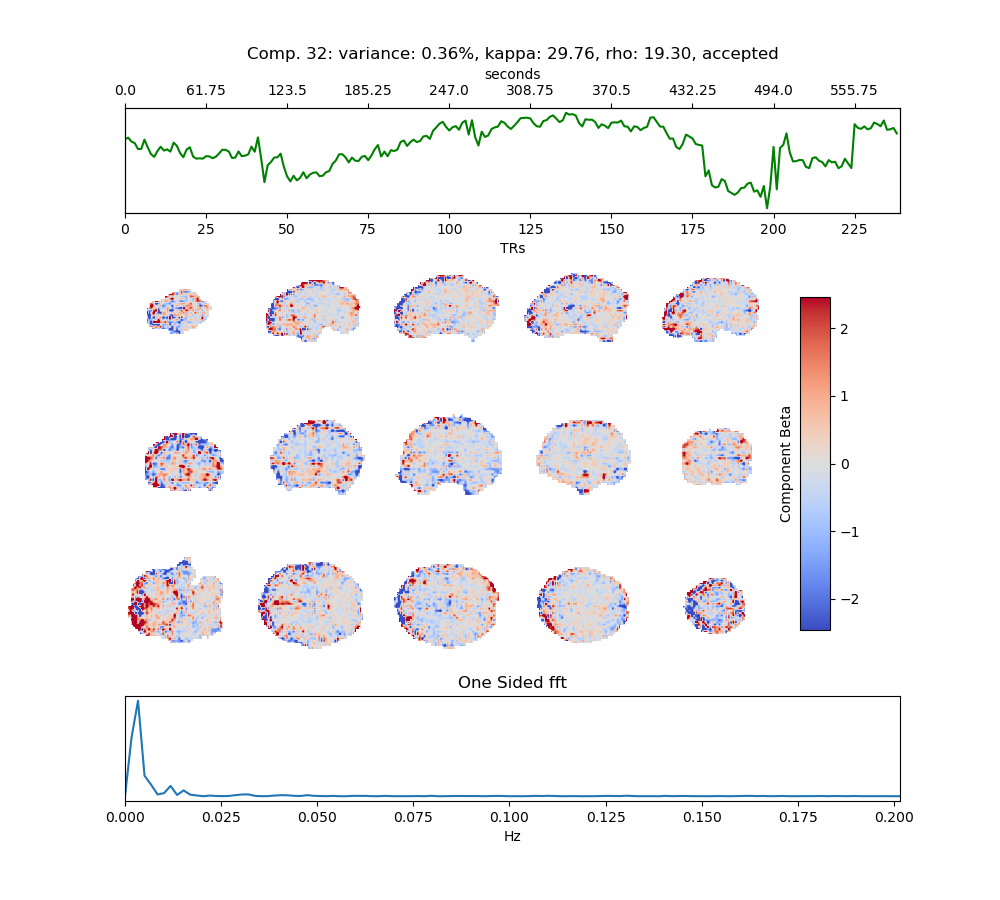 Comp. 32: variance: 0.36%, kappa: 29.76, rho: 19.30, accepted
seconds
0.0 61.75 123.5 185.25 247.0 308.75 370.5 432.25 494.0 555.75
0 25 50 75 100 125 150 175 200 225
TRs
2
1
0
−1
−2
Component Beta
One Sided fft
0.000 0.025 0.050 0.075 0.100 0.125 0.150 0.175 0.200
Hz